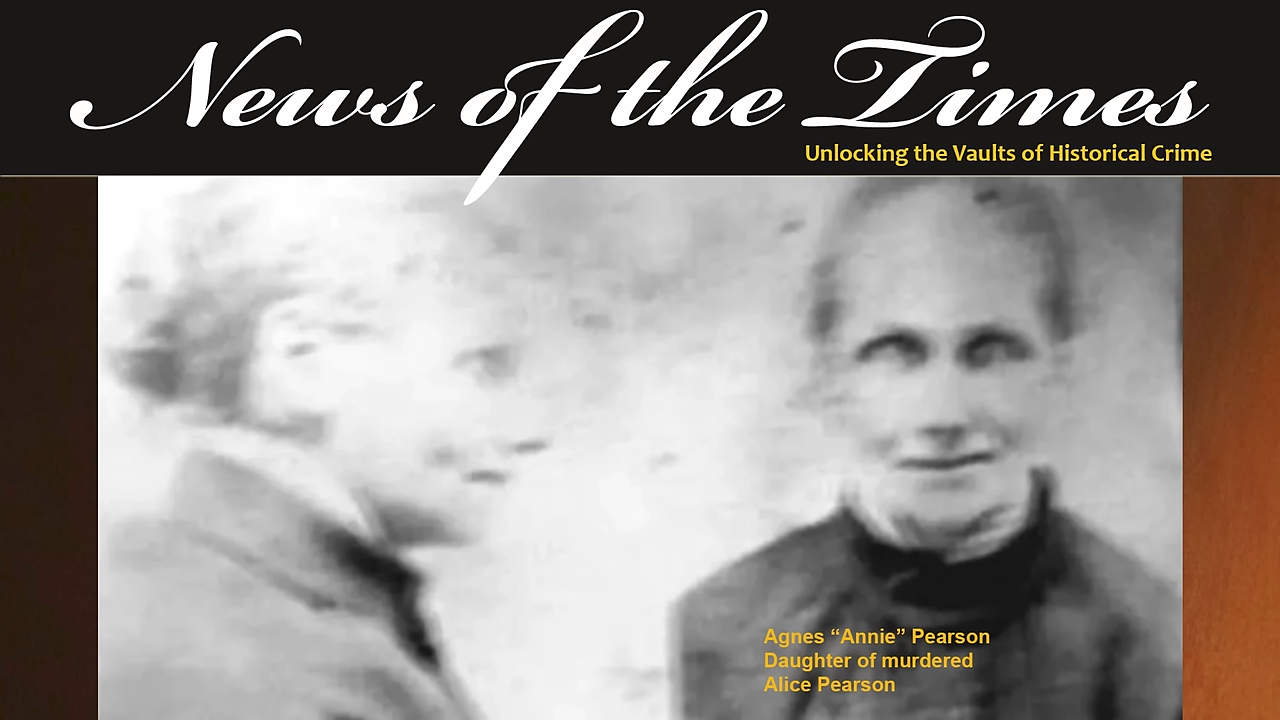 News of the Times
Unlocking the Vaults of Historical Crime
Agnes “Annie” Pearson
Daughter of murdered
Alice Pearson